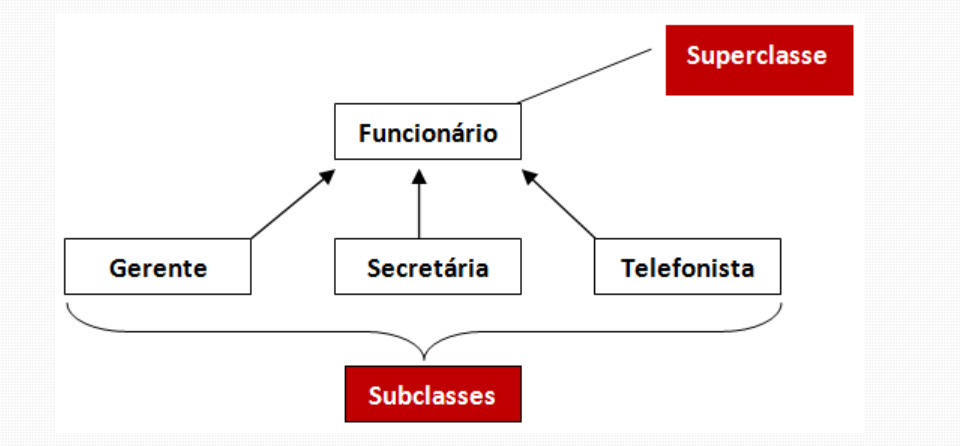 Superclasse
Funcionário
Gerente
Secretária
Telefonista
Subclasses